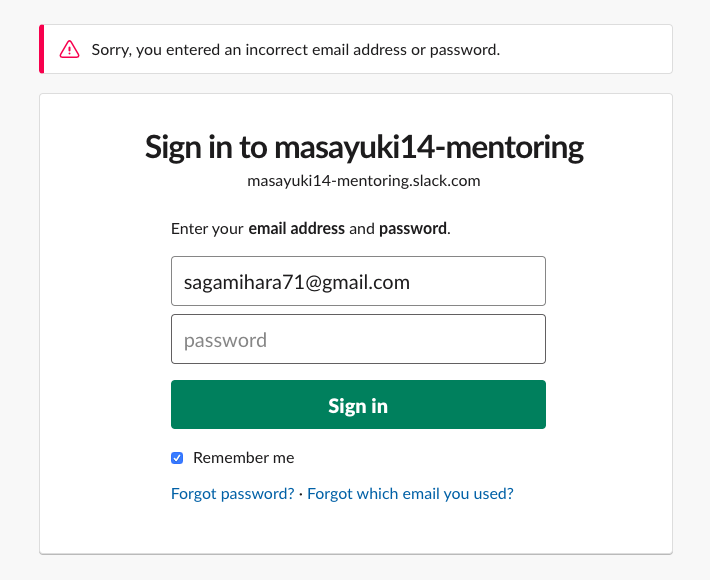 Sorry, you entered an incorrect email address or password.
Sign in to masayuki14-mentoring
masayuki14-mentoring.slack.com
Enter your email address and password.
sagamihara71@gmail.com
password
Sign in
Remember me
Forgot password? · Forgot which email you used?